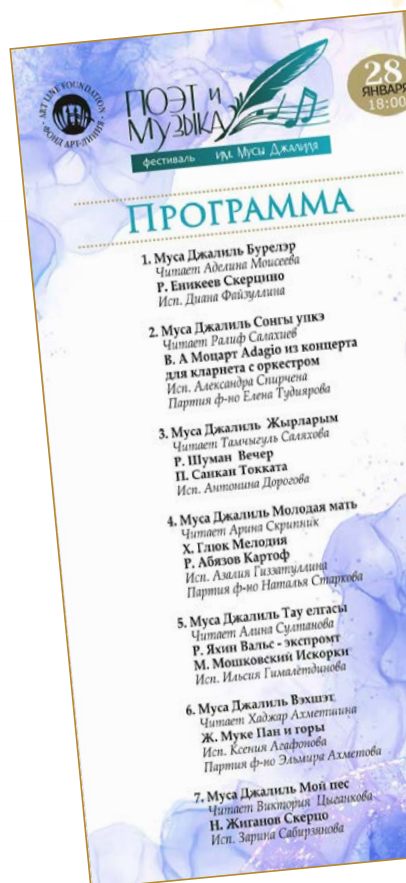 ART LINE FOUNDATION
ФОНД АРТ-ЛИНИЯ
ПОЭТ и
МУЗЫКА
фестиваль им. Мусы Джалиля
28
ЯНВАРЯ
18:00
ПРОГРАММА
1. Муса Джалиль Бурелэр
Читает Аделина Моисеева
Р. Еникеев Скерцино
Исп. Диана Файзуллина
2. Муса Джалиль Сонгы упкэ
Читает Ралиф Салахиев
В. А Моцарт Adagio из концерта
для кларнета с оркестром
Исп. Александра Спирчена
Партия ф-но Елена Тудиярова
3. Муса Джалиль Жырларым
Читает Тамчыгуль Саляхова
Р. Шуман Вечер
П. Санкан Токката
Исп. Антонина Дорогова
4. Муса Джалиль Молодая мать
Читает Арина Скрипник
Х. Глюк Мелодия
Р. Абязов Картоф
Исп. Азалия Гиззатуллина
Партия ф-но Наталья Старкова
5. Муса Джалиль Тау елгасы
Читает Алина Султанова
Р. Яхин Вальс - экспромт
М. Мошковский Искорки
Исп. Ильсия Гималетдинова
6. Муса Джалиль Вэхшэт
Читает Хаджар Ахметшина
Ж. Муке Пан и горы
Исп. Ксения Агафонова
Партия ф-но Эльмира Ахметова
7. Муса Джалиль Мой пес
Читает Виктория Цыганкова
Н. Жиганов Скерцо
Исп. Зарина Сабирзянова